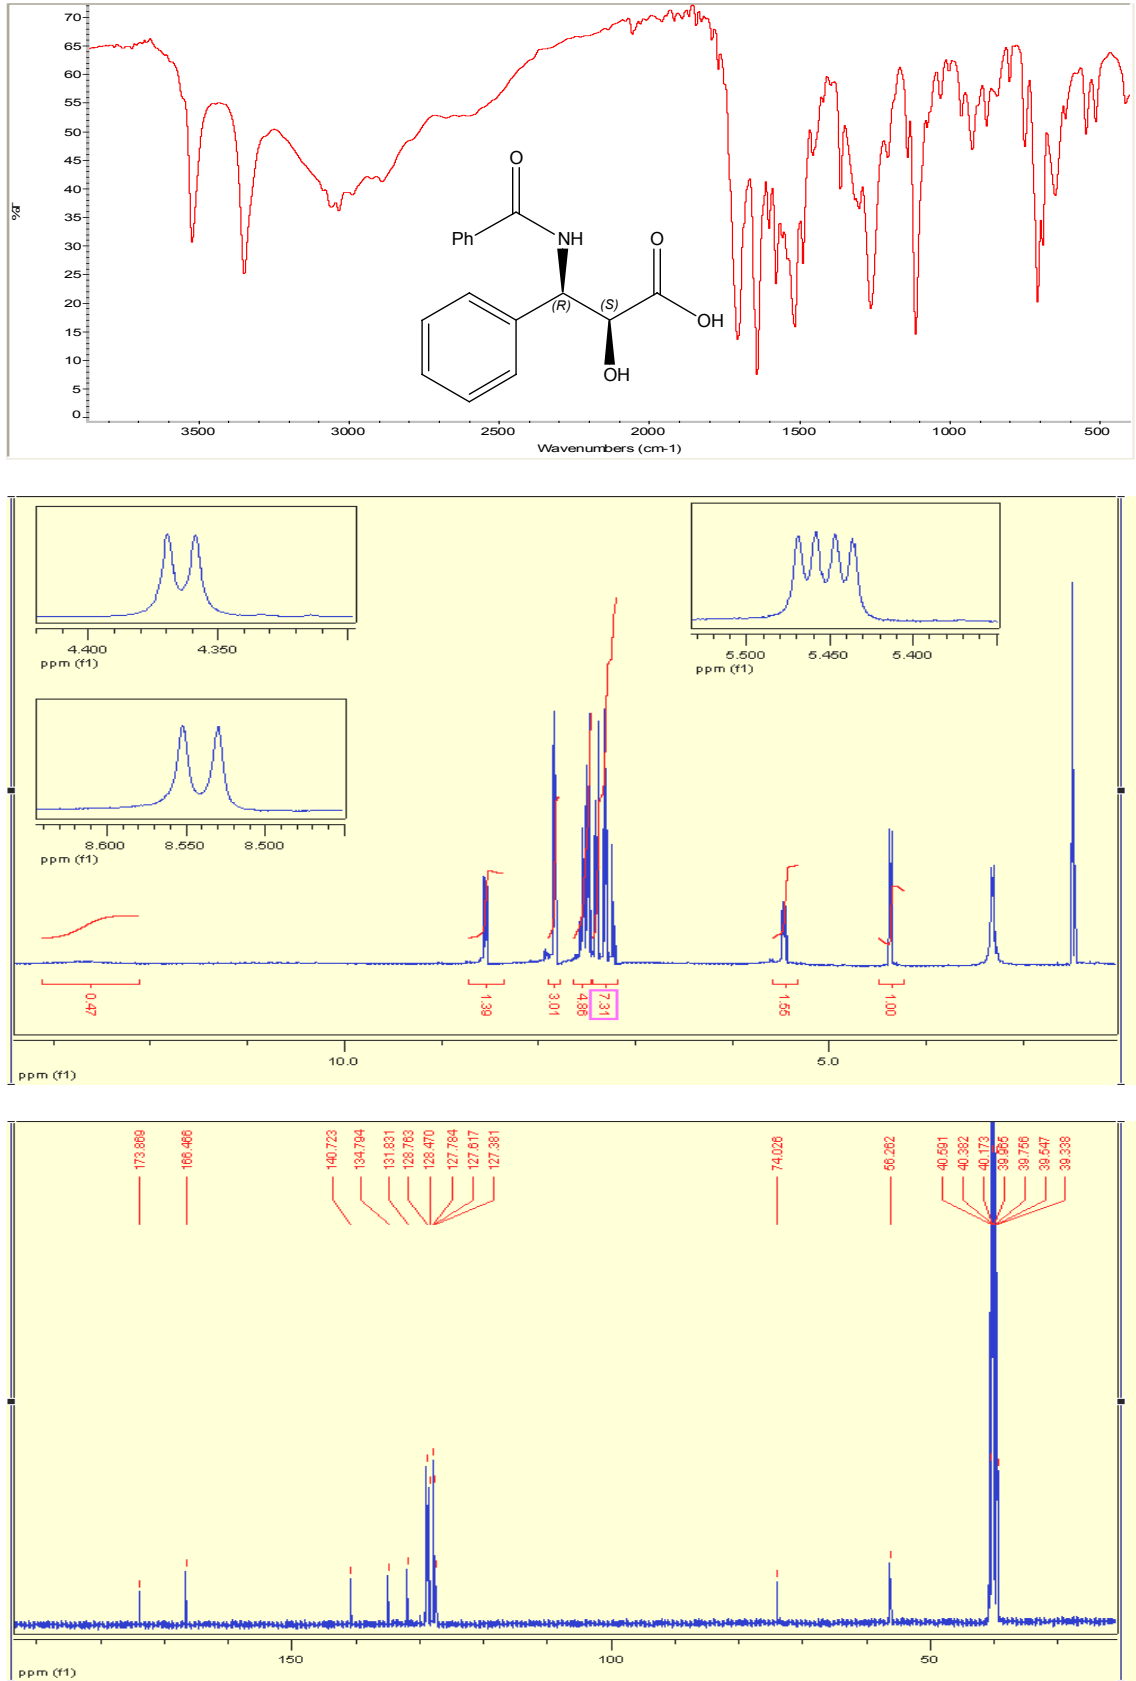 70
65
60
55
50
45
40
35
30
25
20
15
10
5
0
%T
O
Ph
NH
O
(R)
(S)
OH
OH
3500 3000 2500 2000 1500 1000 500
Wavenumbers (cm-1)
4.400 4.350
ppm (f1)
5.500 5.450 5.400
ppm (f1)
8.600 8.550 8.500
ppm (f1)
0.47 1.39 3.01 4.86 7.31 1.55 1.00
10.0 5.0
ppm (f1)
173.869 166.466 140.723 134.794 131.831 128.763 128.470 127.784 127.617 127.381 74.026 56.262 40.591 40.382 40.173 39.965 39.756 39.547 39.338
150 100 50
ppm (f1)